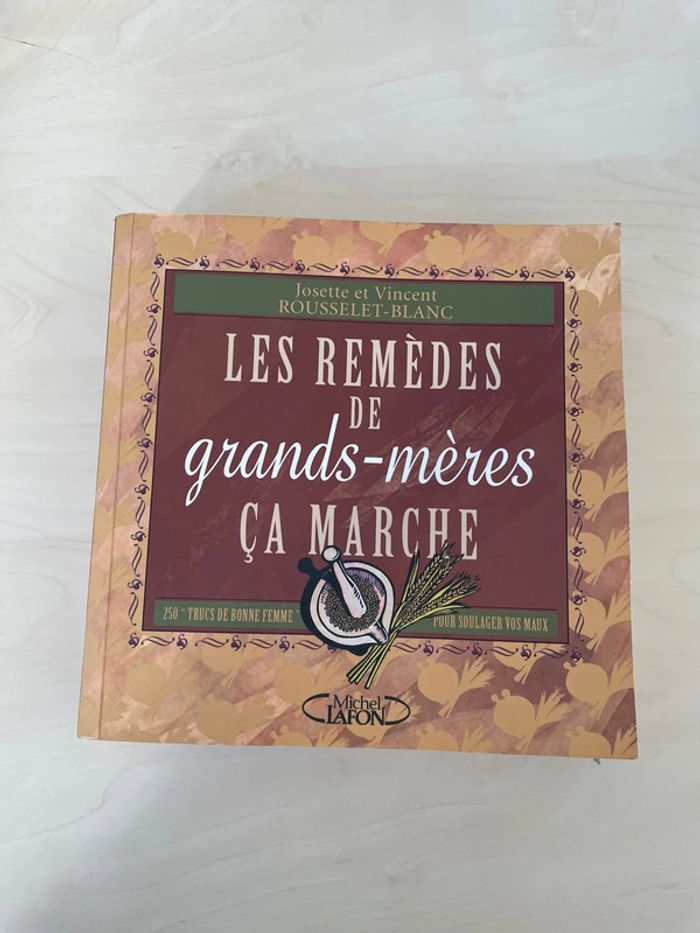 Josette et Vincent
ROUSSELET-BLANC
LES REMÈDES
DE
grands-mères
ÇA MARCHE
250 "TRUCS DE BONNE FEMME
POUR SOULAGER VOS MAUX
Michel
LAFON